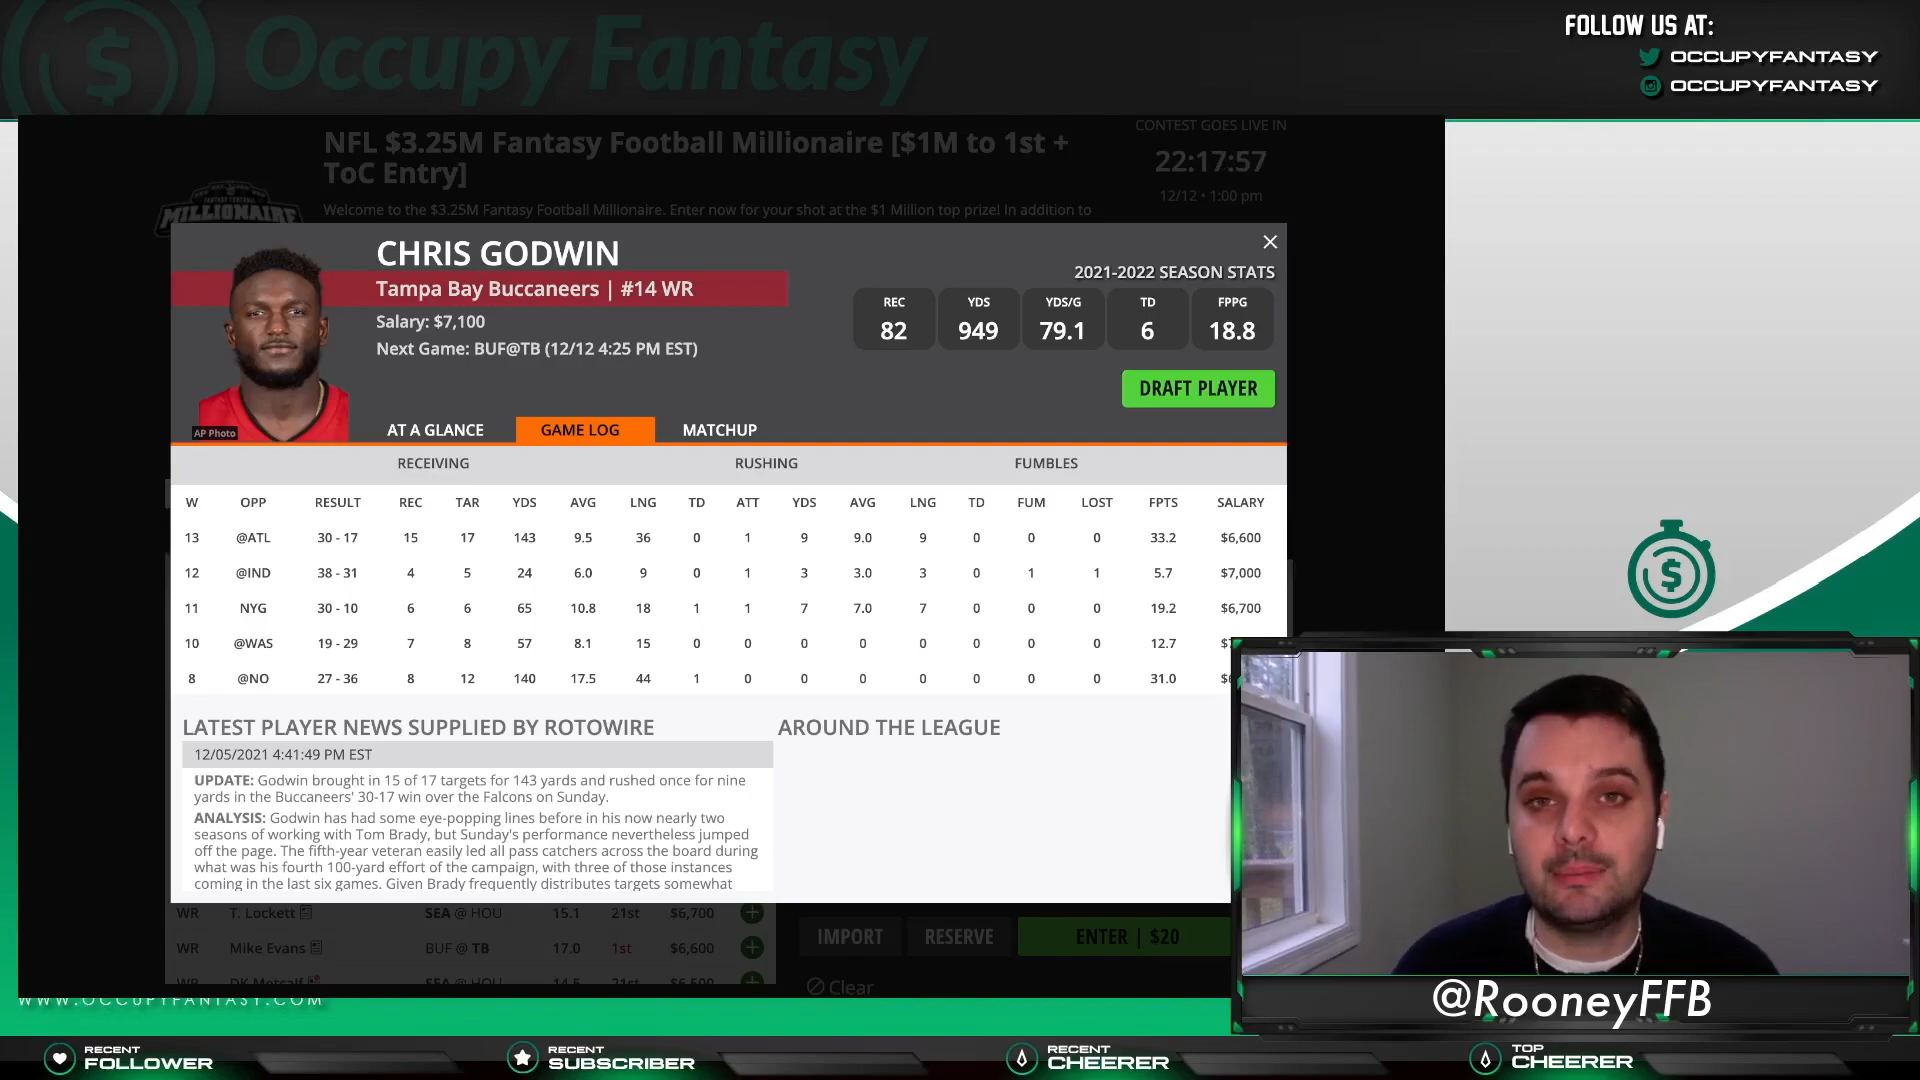 Occupy Fantasy
FOLLOW US AT:
OCCUPYFANTASY
OCCUPYFANTASY
NFL $3.25M Fantasy Football Millionaire [$1M to 1st +
ToC Entry]
CONTEST GOES LIVE IN
22:17:57
12/12 • 1:00 pm
MILLIONAIRE
Welcome to the $3.25M Fantasy Football Millionaire. Enter now for your shot at the $1 Million top prize! In addition to
CHRIS GODWIN
Tampa Bay Buccaneers | #14 WR
Salary: $7,100
Next Game: BUF@TB (12/12 4:25 PM EST)
AP Photo
2021-2022 SEASON STATS
REC YDS YDS/G TD FPPG
82 949 79.1 6 18.8
DRAFT PLAYER
AT A GLANCE GAME LOG MATCHUP
RECEIVING RUSHING FUMBLES
W OPP RESULT REC TAR YDS AVG LNG TD ATT YDS AVG LNG TD FUM LOST FPTS SALARY
13 @ATL 30 - 17 15 17 143 9.5 36 0 1 9 9.0 9 0 0 0 33.2 $6,600
12 @IND 38 - 31 4 5 24 6.0 9 0 1 3 3.0 3 0 1 1 5.7 $7,000
11 NYG 30 - 10 6 6 65 10.8 18 1 1 7 7.0 7 0 0 0 19.2 $6,700
10 @WAS 19 - 29 7 8 57 8.1 15 0 0 0 0 0 0 0 0 12.7
8 @NO 27 - 36 8 12 140 17.5 44 1 0 0 0 0 0 0 0 31.0
LATEST PLAYER NEWS SUPPLIED BY ROTOWIRE
AROUND THE LEAGUE
12/05/2021 4:41:49 PM EST
UPDATE: Godwin brought in 15 of 17 targets for 143 yards and rushed once for nine
yards in the Buccaneers' 30-17 win over the Falcons on Sunday.
ANALYSIS: Godwin has had some eye-popping lines before in his now nearly two
seasons of working with Tom Brady, but Sunday's performance nevertheless jumped
off the page. The fifth-year veteran easily led all pass catchers across the board during
what was his fourth 100-yard effort of the campaign, with three of those instances
coming in the last six games. Given Brady frequently distributes targets somewhat
WR T. Lockett SEA @ HOU 15.1 21st $6,700
WR Mike Evans BUF @ TB 17.0 1st $6,600
WR DK Metcalf SEA @ HOU 14.5 21st $6,500
IMPORT RESERVE ENTER | $20
Clear
WWW.OCCUPYFANTASY.COM
@RooneyFFB
RECENT
FOLLOWER
RECENT
SUBSCRIBER
RECENT
CHEERER
TOP
CHEERER